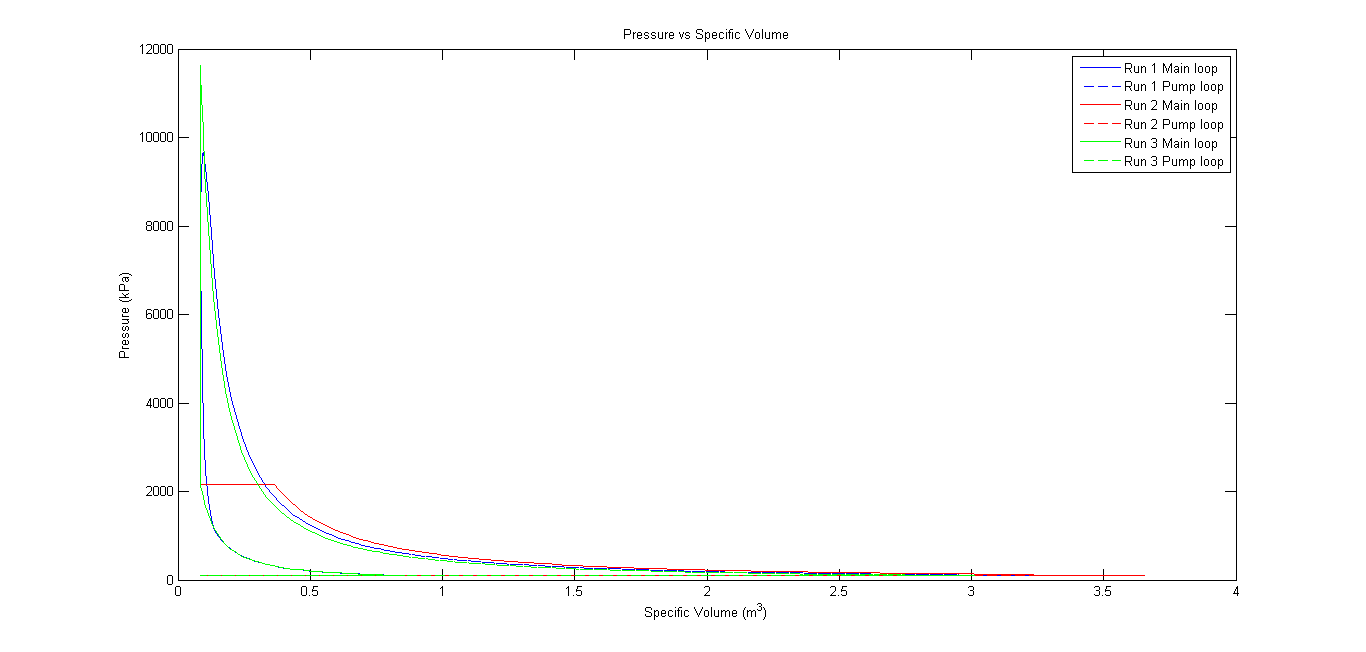 Pressure vs Specific Volume
12000
10000
8000
6000
4000
2000
0
Pressure (kPa)
0 0.5 1 1.5 2 2.5 3 3.5 4
Specific Volume (m³)
Run 1 Main loop
Run 1 Pump loop
Run 2 Main loop
Run 2 Pump loop
Run 3 Main loop
Run 3 Pump loop